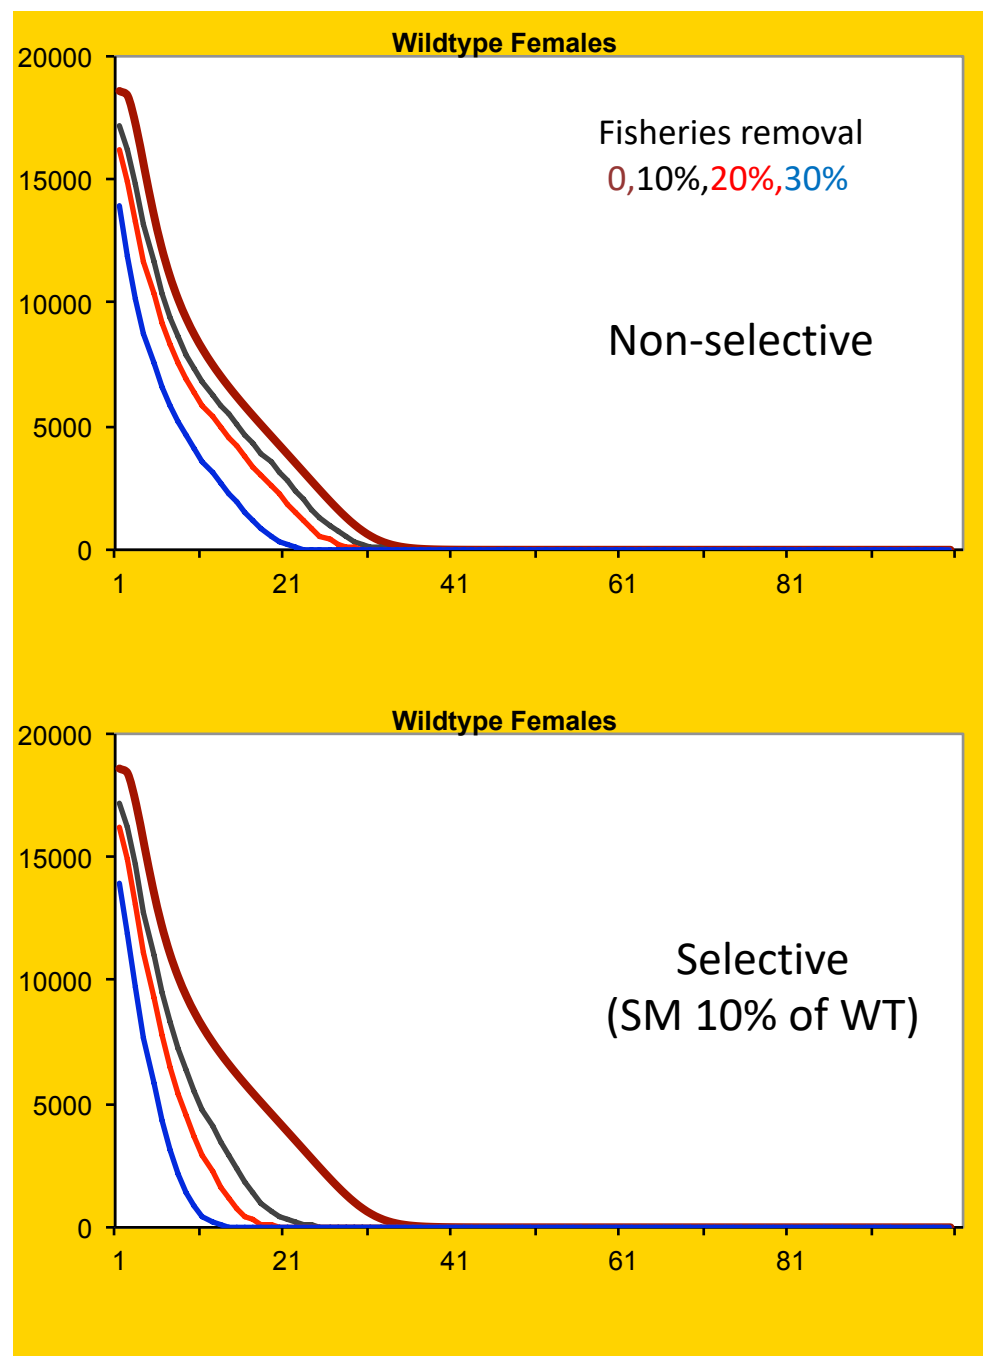 Wildtype Females
20000
15000
10000
5000
0
1 21 41 61 81
Fisheries removal
0,10%,20%,30%
Non-selective
Wildtype Females
20000
15000
10000
5000
0
1 21 41 61 81
Selective
(SM 10% of WT)